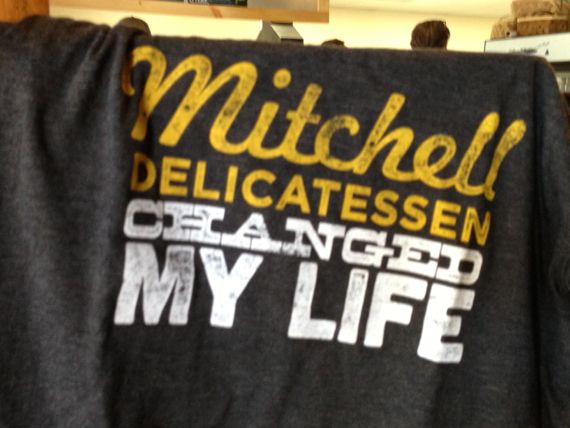 Mitchell
DELICATESSEN
CHANGED
MY LIFE